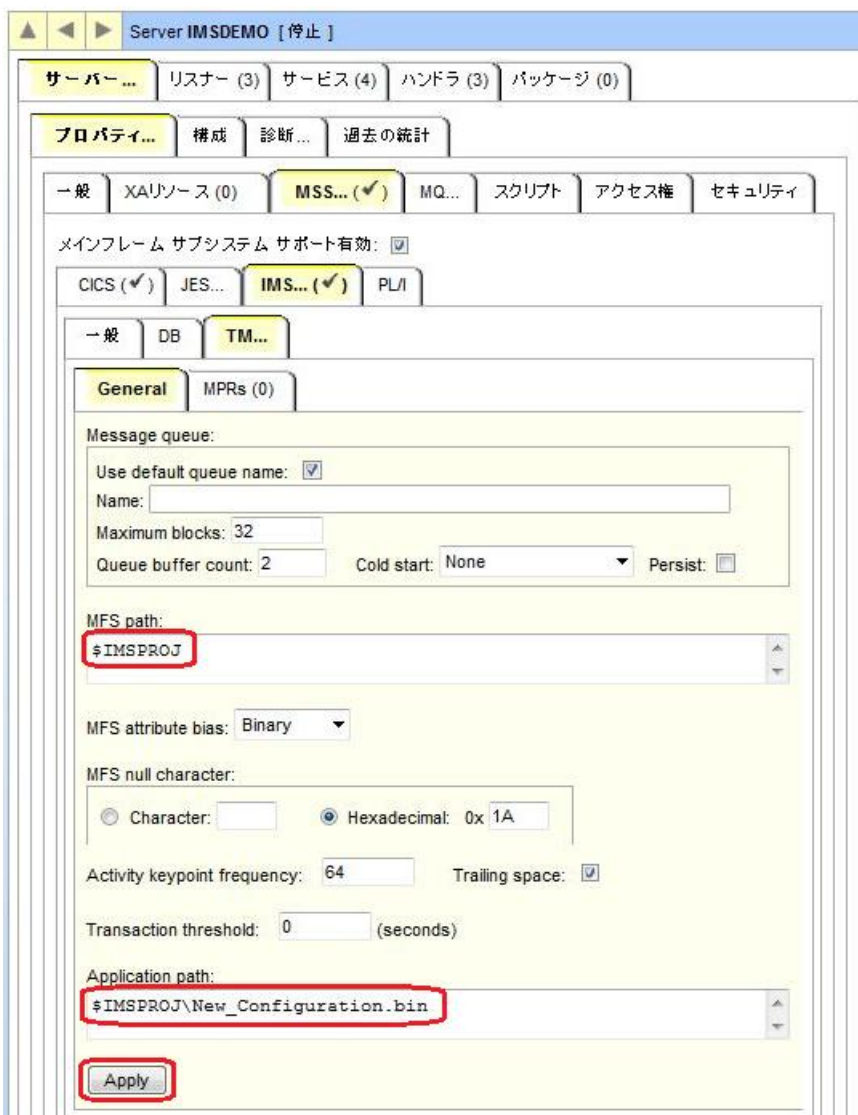 Server IMSDEMO [ 停止 ]
サーバー... リスナー (3) サービス (4) ハンドラ (3) パッケージ (0)
プロパティ... 構成 診断... 過去の統計
一般 XAリソース (0) MSS... (✔) MQ... スクリプト アクセス権 セキュリティ
メインフレーム サブシステム サポート有効:
CICS (✔) JES... IMS... (✔) PL/I
一般 DB TM...
General MPRs (0)
Message queue:
Use default queue name:
Name:
Maximum blocks: 32
Queue buffer count: 2 Cold start: None Persist:
MFS path:
$IMSPROJ
MFS attribute bias: Binary
MFS null character:
Character: Hexadecimal: 0x 1A
Activity keypoint frequency: 64 Trailing space:
Transaction threshold: 0 (seconds)
Application path:
$IMSPROJ\New_Configuration.bin
Apply